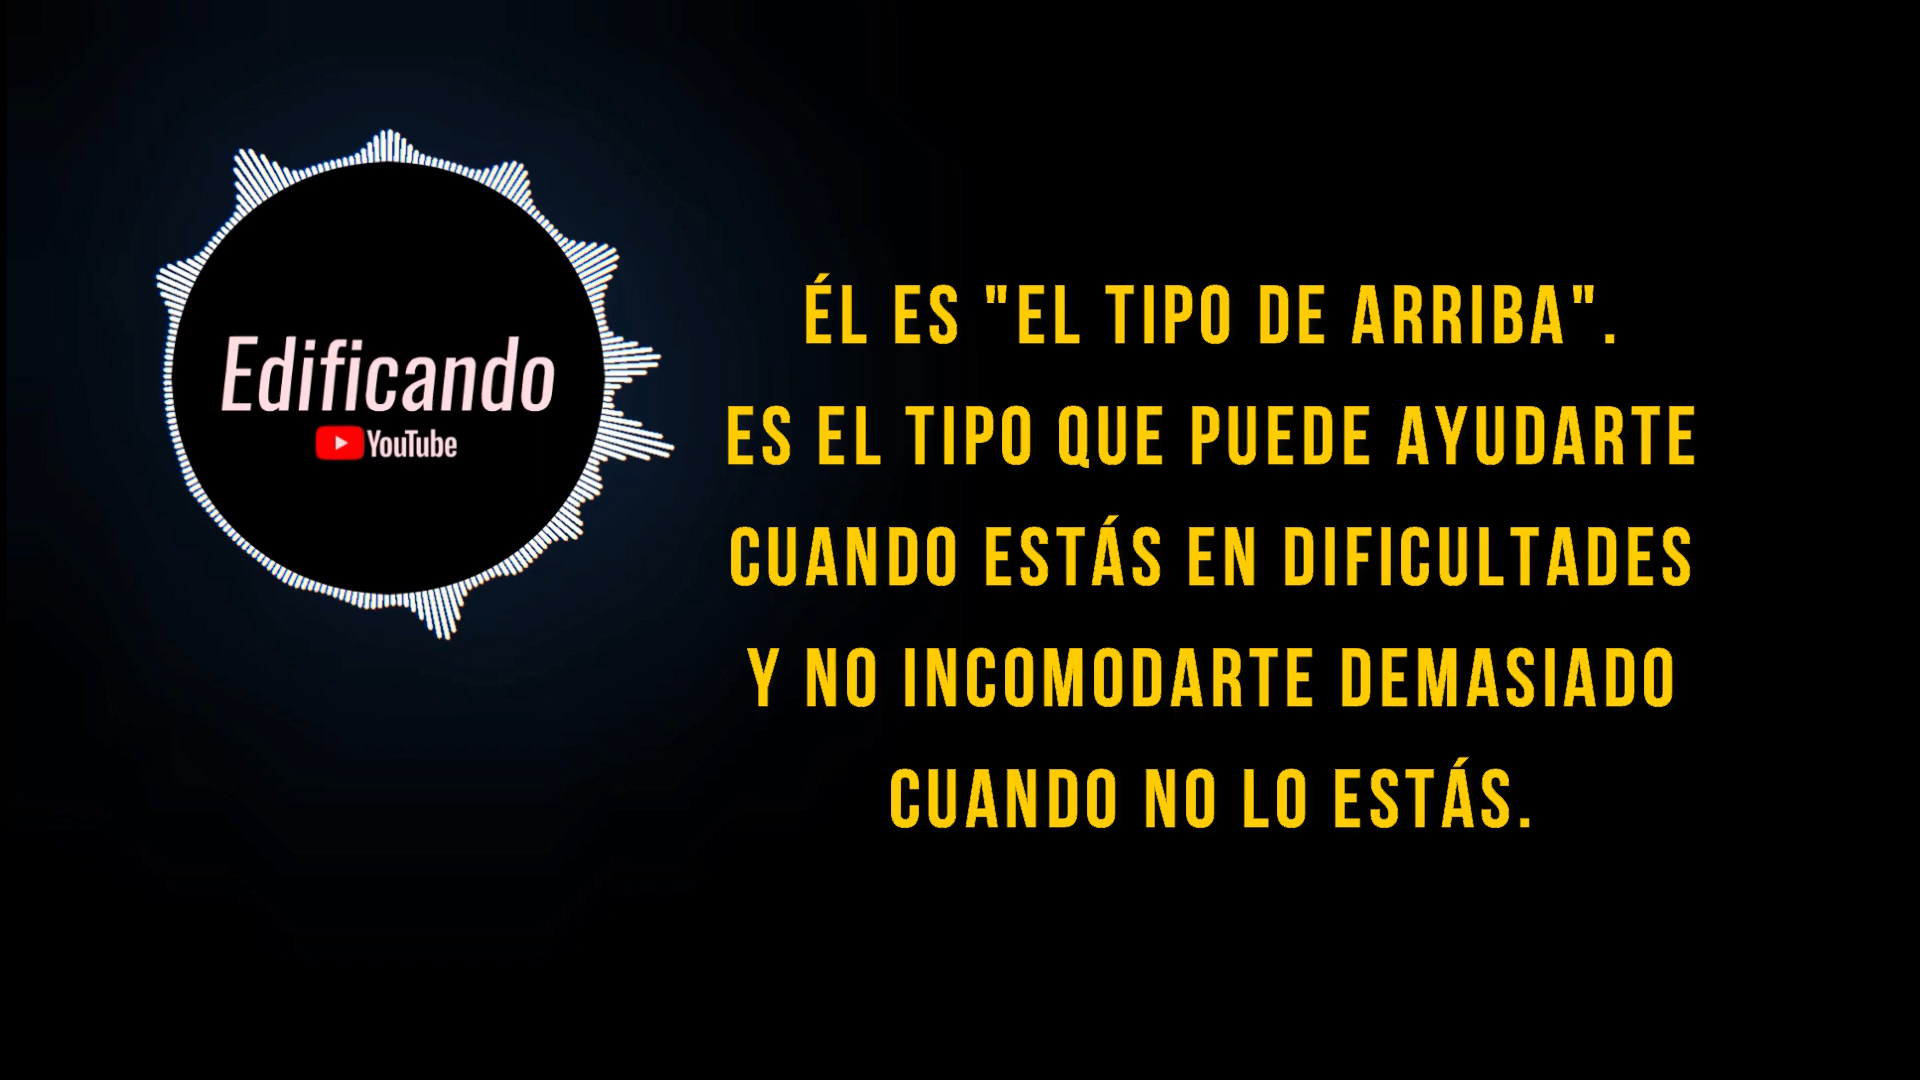 Edificando
YouTube
ÉL ES "EL TIPO DE ARRIBA".
ES EL TIPO QUE PUEDE AYUDARTE
CUANDO ESTÁS EN DIFICULTADES
Y NO INCOMODARTE DEMASIADO
CUANDO NO LO ESTÁS.